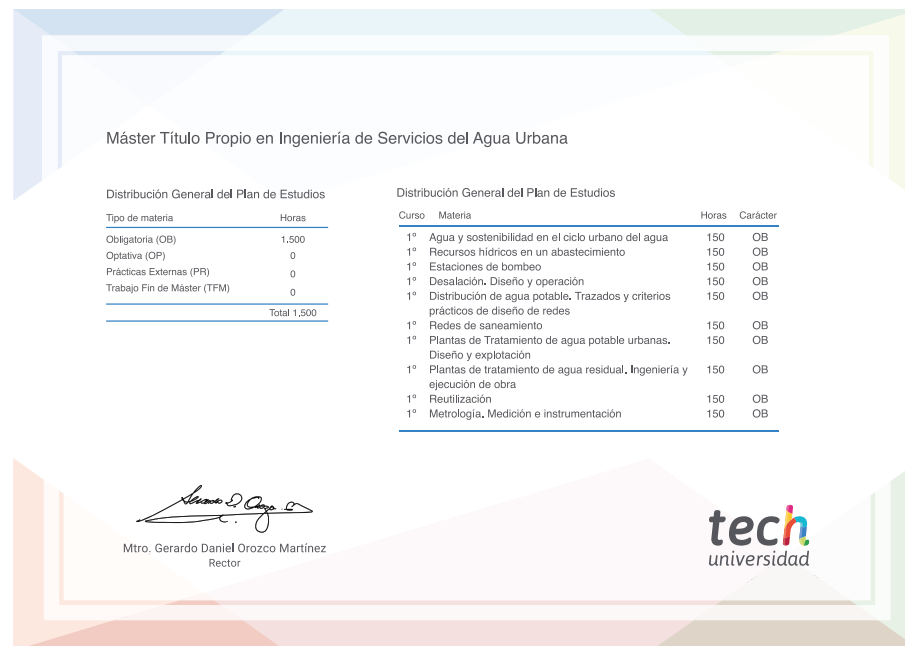 Máster Título Propio en Ingeniería de Servicios del Agua Urbana
Distribución General del Plan de Estudios
Tipo de materia Horas
Obligatoria (OB) 1.500
Optativa (OP) 0
Prácticas Externas (PR) 0
Trabajo Fin de Máster (TFM) 0
Total 1.500
Distribución General del Plan de Estudios
Curso Materia Horas Carácter
1º Agua y sostenibilidad en el ciclo urbano del agua 150 OB
1º Recursos hídricos en un abastecimiento 150 OB
1º Estaciones de bombeo 150 OB
1º Desalación. Diseño y operación 150 OB
1º Distribución de agua potable. Trazados y criterios 150 OB
prácticos de diseño de redes
1º Redes de saneamiento 150 OB
1º Plantas de Tratamiento de agua potable urbanas. 150 OB
Diseño y explotación
1º Plantas de tratamiento de agua residual. Ingeniería y 150 OB
ejecución de obra
1º Reutilización 150 OB
1º Metrología. Medición e instrumentación 150 OB
Mtro. Gerardo Daniel Orozco Martínez
Rector
tech
universidad